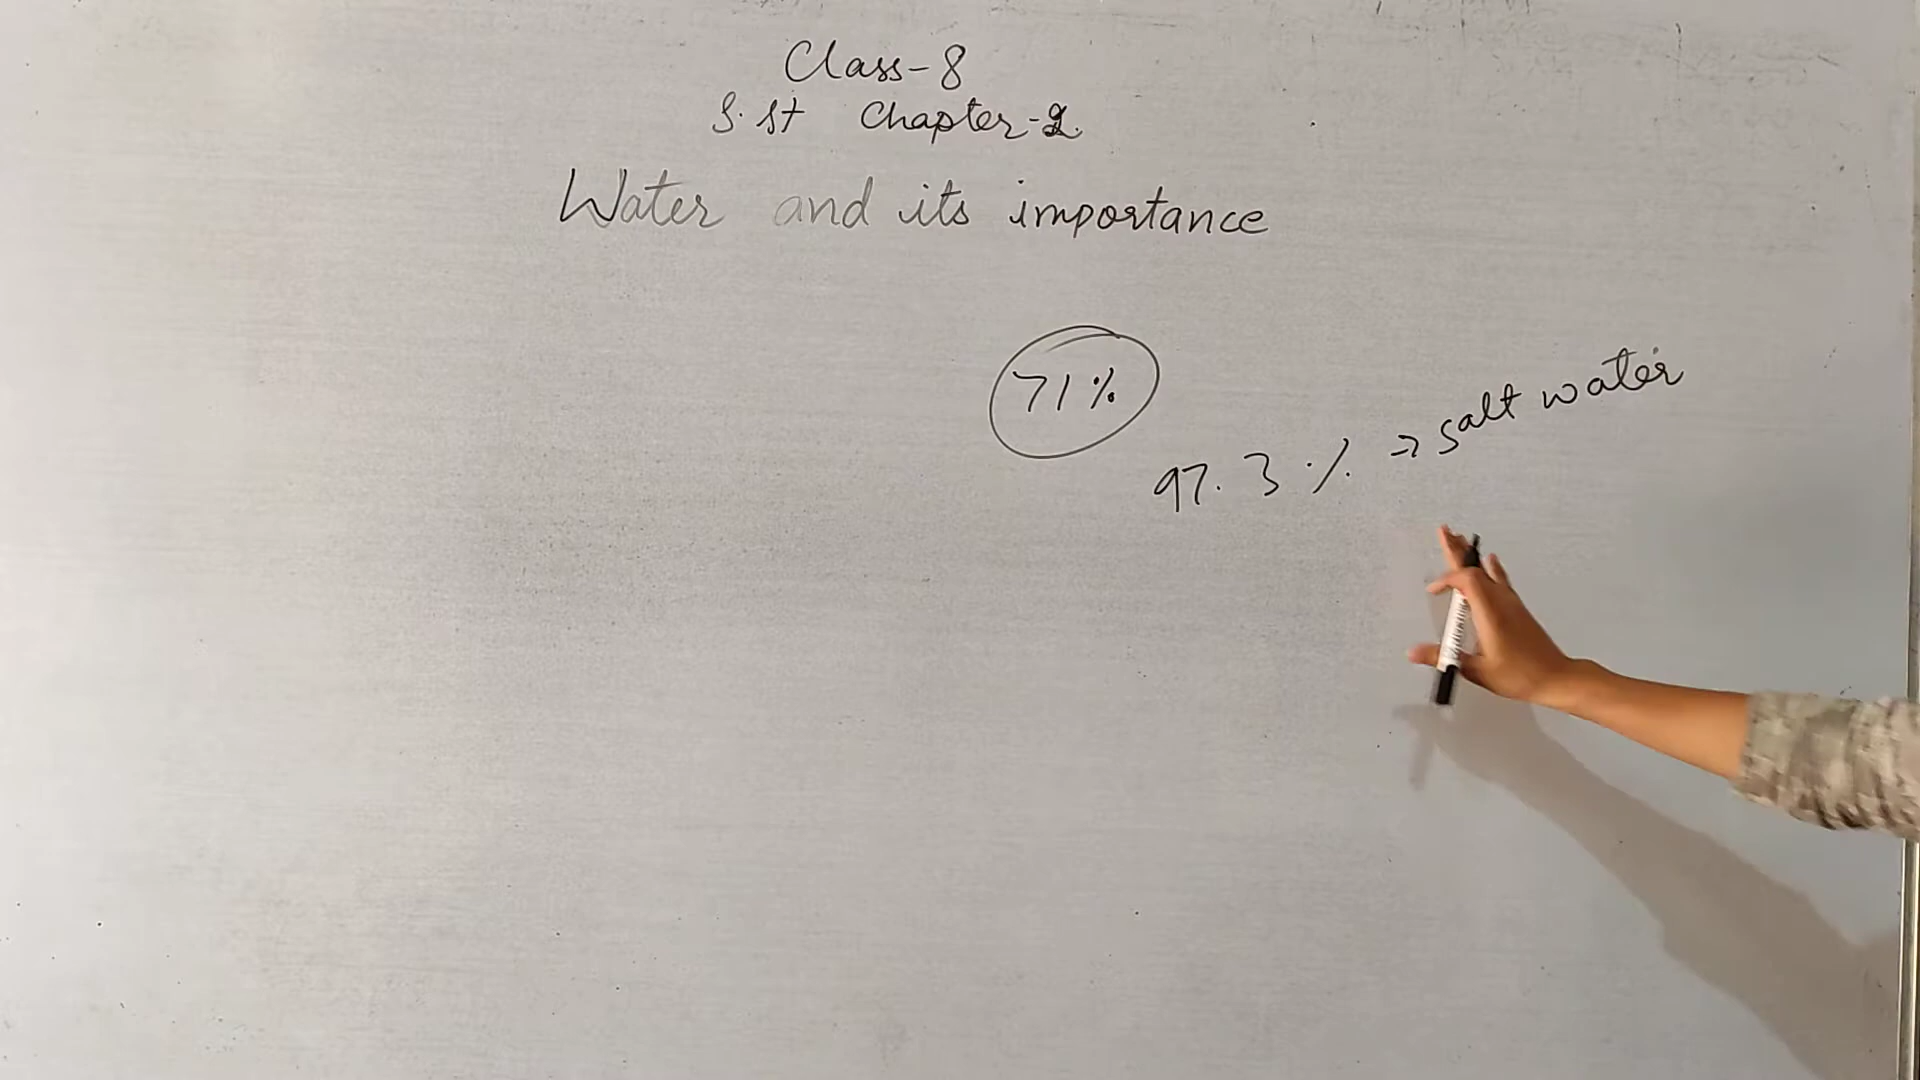 Class-8
S.St Chapter-2.
Water and its importance
71%
97.3% → salt water